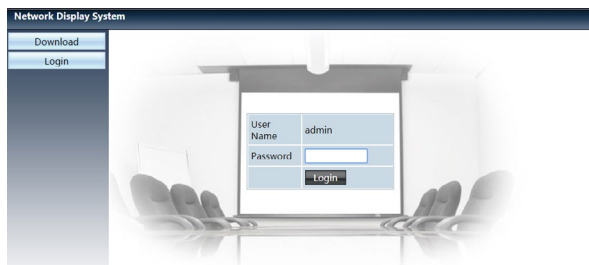 Network Display System
Download
Login
User
Name
admin
Password
Login